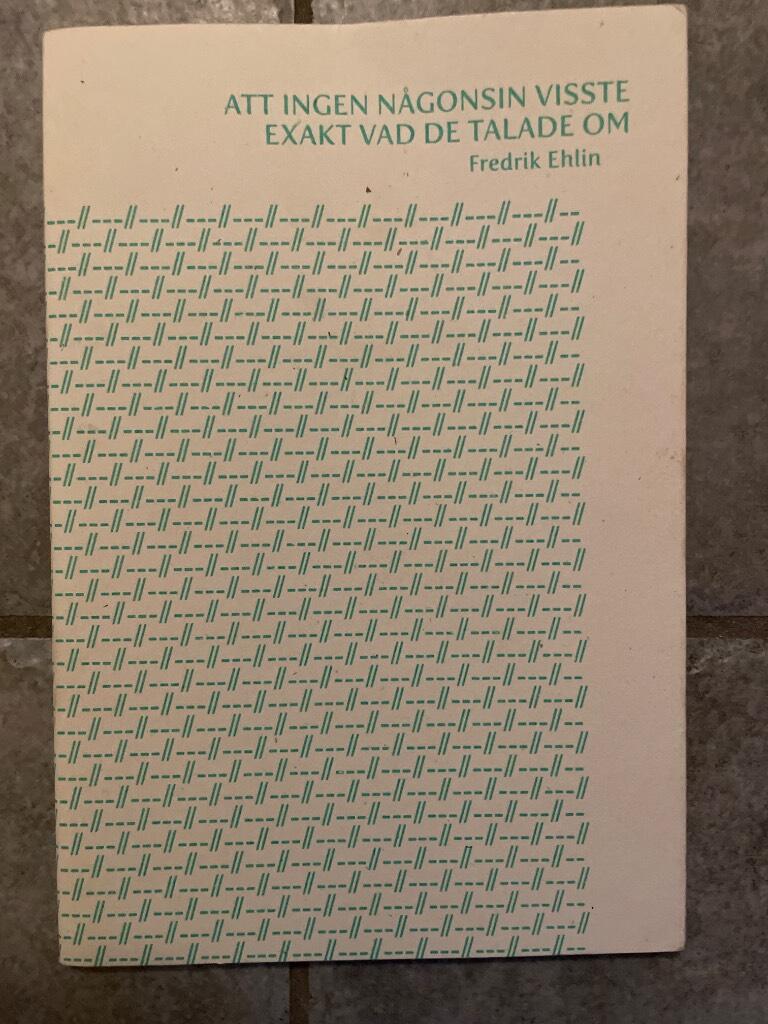 ATT INGEN NÅGONSIN VISSTE
EXAKT VAD DE TALADE OM
Fredrik Ehlin